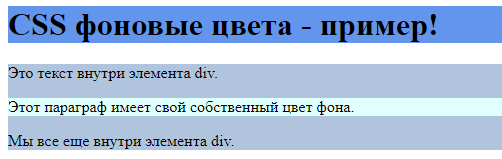 CSS фоновые цвета - пример!
Это текст внутри элемента div.
Этот параграф имеет свой собственный цвет фона.
Мы все еще внутри элемента div.